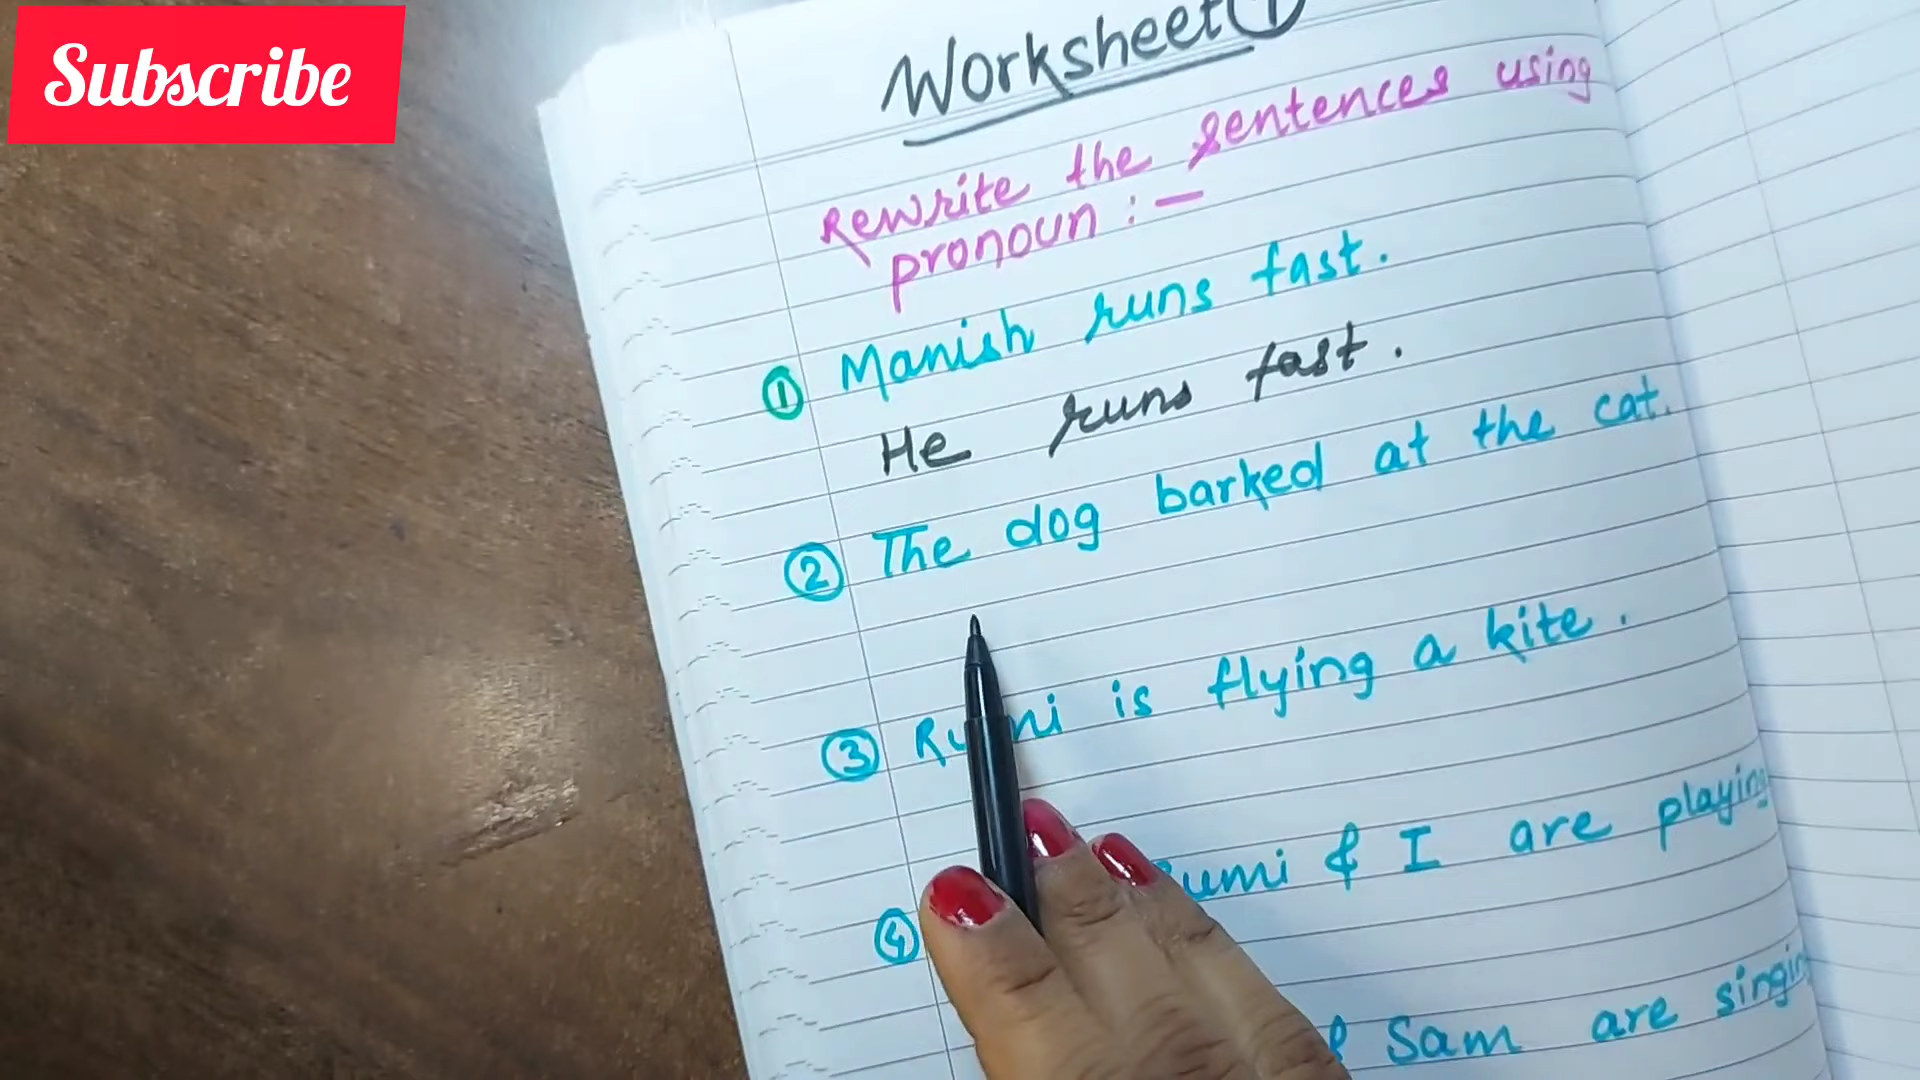 Subscribe
Worksheet ①
Rewrite the sentences using
pronoun :-
① Manish runs fast.
He runs fast.
② The dog barked at the cat.
③ is flying a kite.
④ & I are playing
& Sam are singing